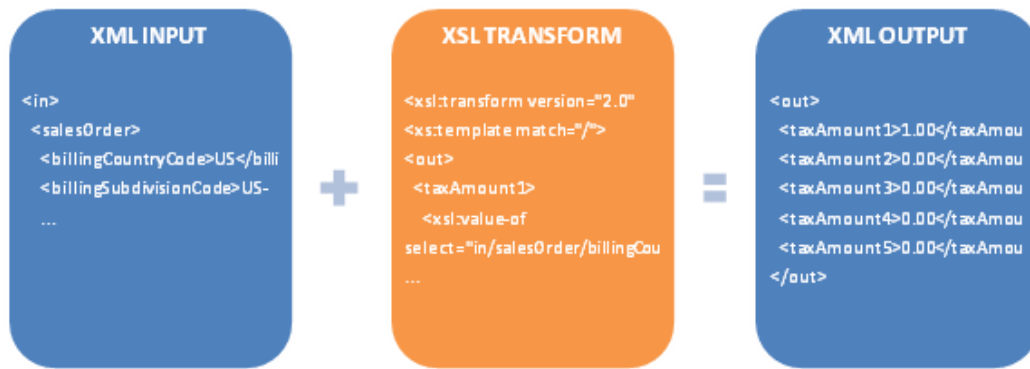 XML INPUT
<in>
<salesOrder>
<billingCountryCode>US</billi
<billingSubdivisionCode>US-
...
+
XSL TRANSFORM
<xsl:transform version="2.0"
<xs:template match="/">
<out>
<taxAmount1>
<xsl:value-of
select="in/salesOrder/billingCou
...
=
XML OUTPUT
<out>
<taxAmount1>1.00</taxAmou
<taxAmount2>0.00</taxAmou
<taxAmount3>0.00</taxAmou
<taxAmount4>0.00</taxAmou
<taxAmount5>0.00</taxAmou
</out>